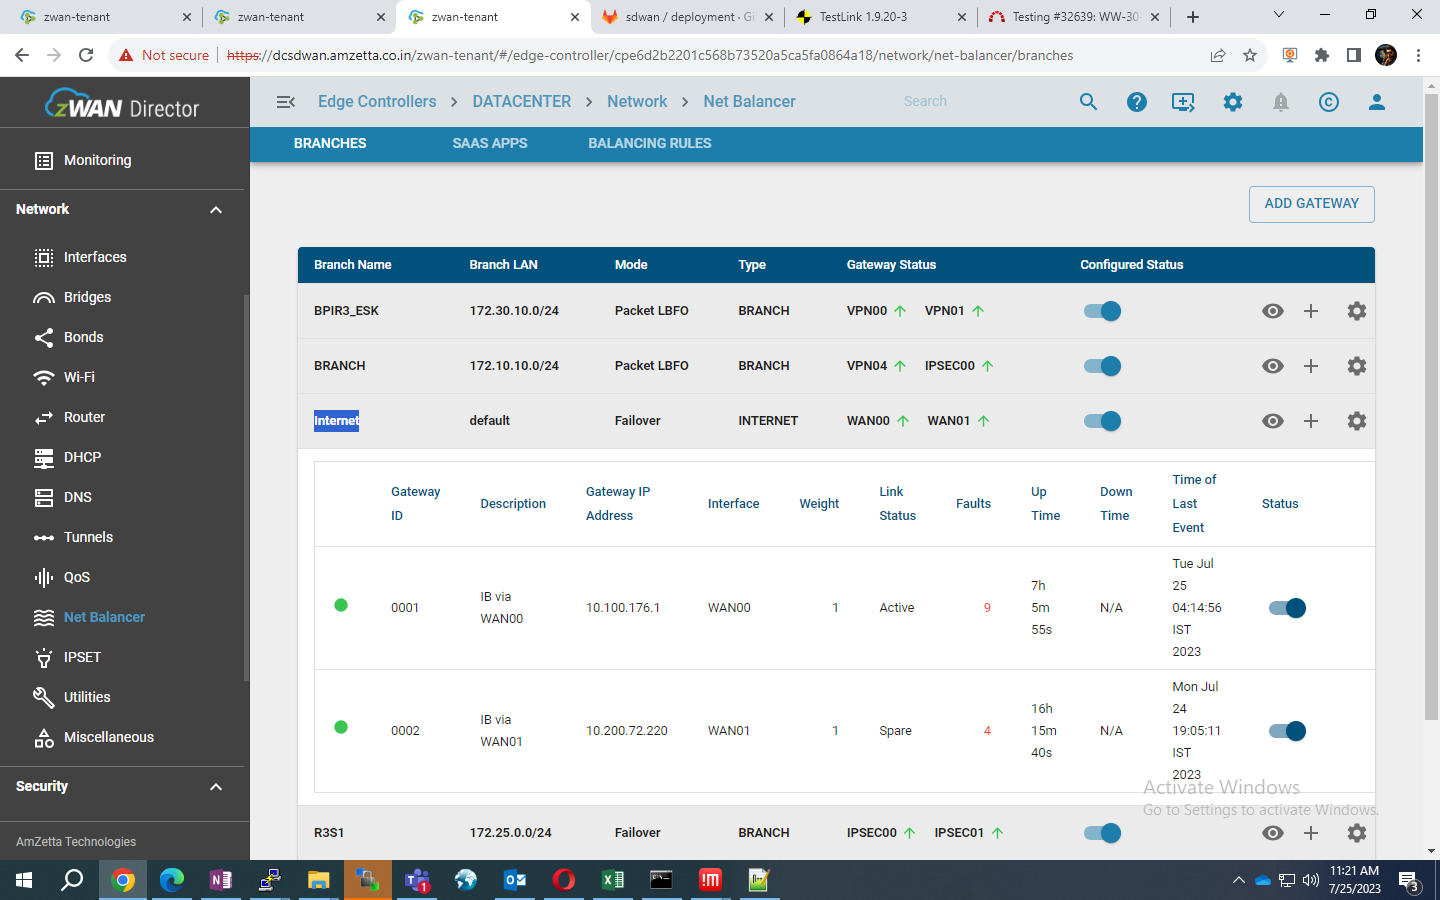 zwan-tenant
zwan-tenant
zwan-tenant
sdwan / deployment · Gi
TestLink 1.9.20-3
Testing #32639: WW-30-
Not secure
https://dcsdwan.amzetta.co.in/zwan-tenant/#/edge-controller/cpe6d2b2201c568b73520a5ca5fa0864a18/network/net-balancer/branches
zWAN Director
Edge Controllers > DATACENTER > Network > Net Balancer
Search
BRANCHES
SAAS APPS
BALANCING RULES
Monitoring
Network
Interfaces
Bridges
Bonds
Wi-Fi
Router
DHCP
DNS
Tunnels
QoS
Net Balancer
IPSET
Utilities
Miscellaneous
Security
AmZetta Technologies
ADD GATEWAY
Branch Name Branch LAN Mode Type Gateway Status Configured Status
BPIR3_ESK 172.30.10.0/24 Packet LBFO BRANCH VPN00 VPN01
BRANCH 172.10.10.0/24 Packet LBFO BRANCH VPN04 IPSEC00
Internet default Failover INTERNET WAN00 WAN01
Gateway
ID
Description
Gateway IP
Address
Interface
Weight
Link
Status
Faults
Up
Time
Down
Time
Time of
Last
Event
Status
0001
IB via
WAN00
10.100.176.1
WAN00
1
Active
9
7h
5m
55s
N/A
Tue Jul
25
04:14:56
IST
2023
0002
IB via
WAN01
10.200.72.220
WAN01
1
Spare
4
16h
15m
40s
N/A
Mon Jul
24
19:05:11
IST
2023
R3S1 172.25.0.0/24 Failover BRANCH IPSEC00 IPSEC01
Activate Windows
Go to Settings to activate Windows.
11:21 AM
7/25/2023
1
3